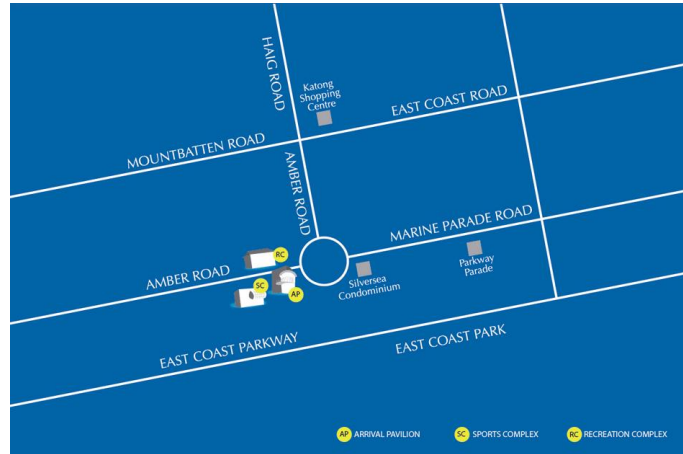 HAIG ROAD
Katong
Shopping
Centre
EAST COAST ROAD
MOUNTBATTEN ROAD
AMBER ROAD
MARINE PARADE ROAD
RC
AMBER ROAD
SC
AP
Silversea
Condominium
Parkway
Parade
EAST COAST PARKWAY
EAST COAST PARK
AP ARRIVAL PAVILION
SC SPORTS COMPLEX
RC RECREATION COMPLEX